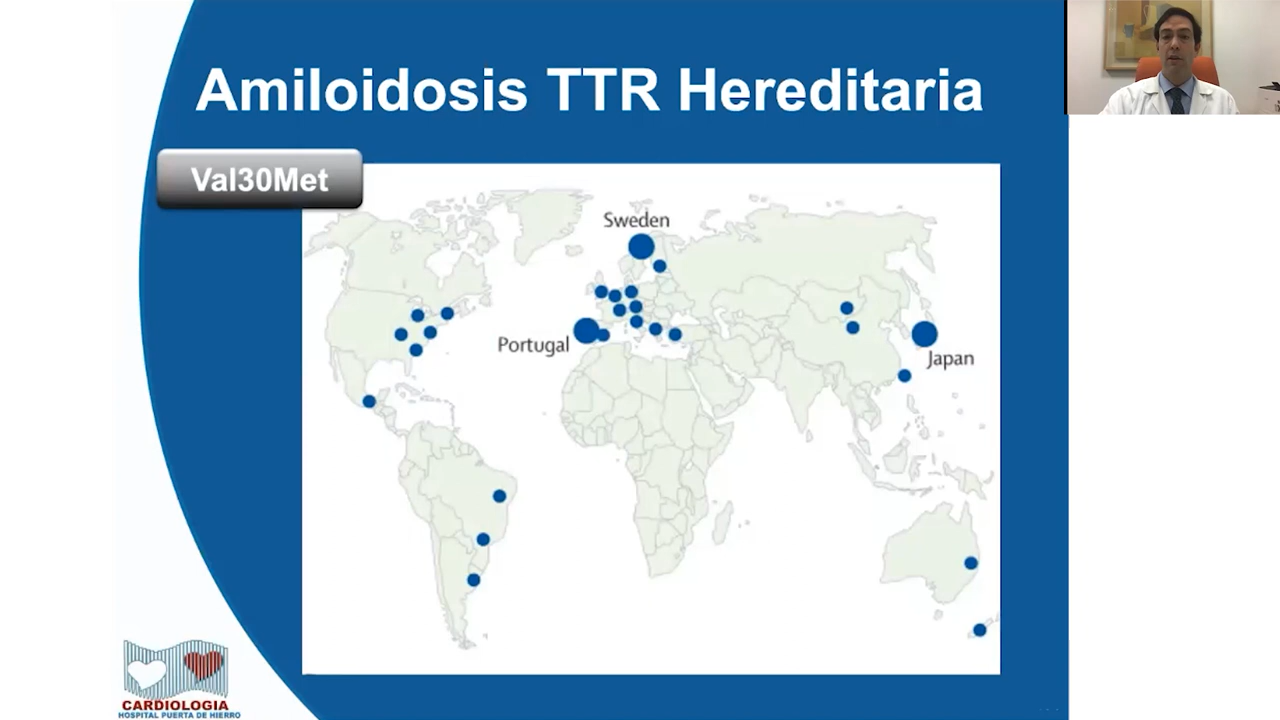 Amiloidosis TTR Hereditaria
Val30Met
Sweden
Portugal
Japan
CARDIOLOGIA
HOSPITAL PUERTA DE HIERRO